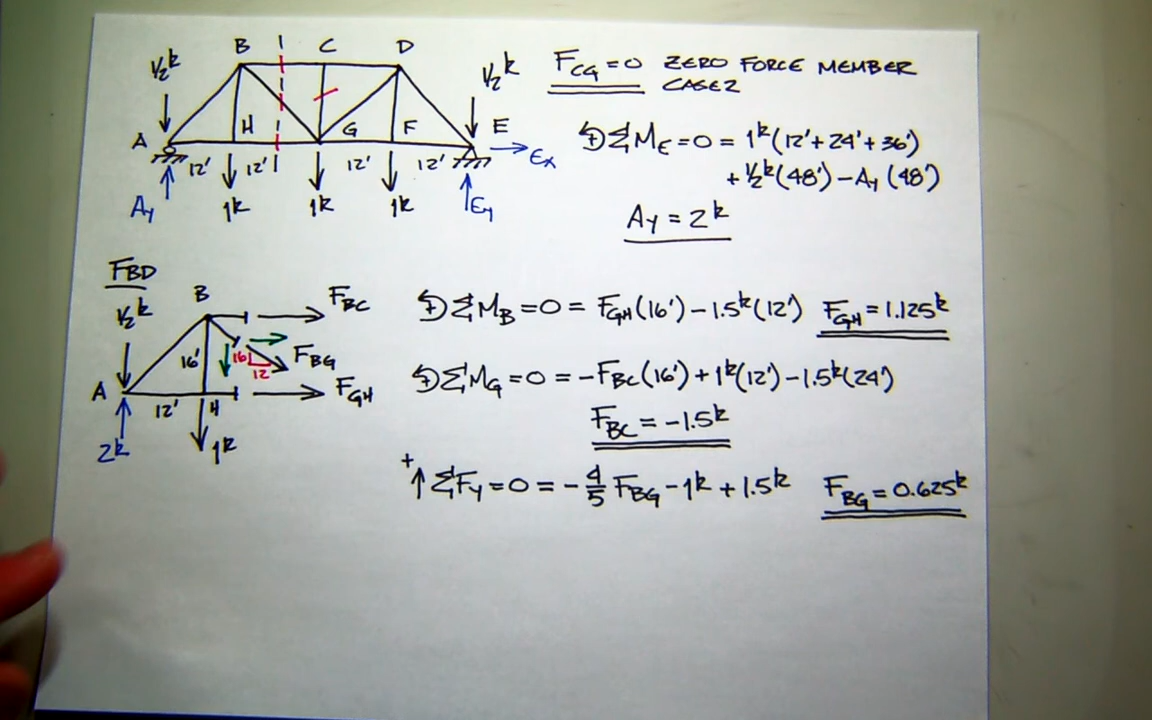 B C D
½k ½k
A H G F E
12' 12' 12' 12' Ex
Ay 1k 1k 1k Ey
FCG = 0 ZERO FORCE MEMBER
CASE 2
↺+ ΣME = 0 = 1k(12'+24'+36')
+ ½k(48') - Ay(48')
Ay = 2k
FBD
½k B FBC
16' 16 12 FBG
A 12' H FGH
2k 1k
↺+ ΣMB = 0 = FGH(16') - 1.5k(12') FGH = 1.125k
↺+ ΣMG = 0 = -FBC(16') + 1k(12') - 1.5k(24')
FBC = -1.5k
+↑ ΣFy = 0 = -4/5 FBG - 1k + 1.5k FBG = 0.625k